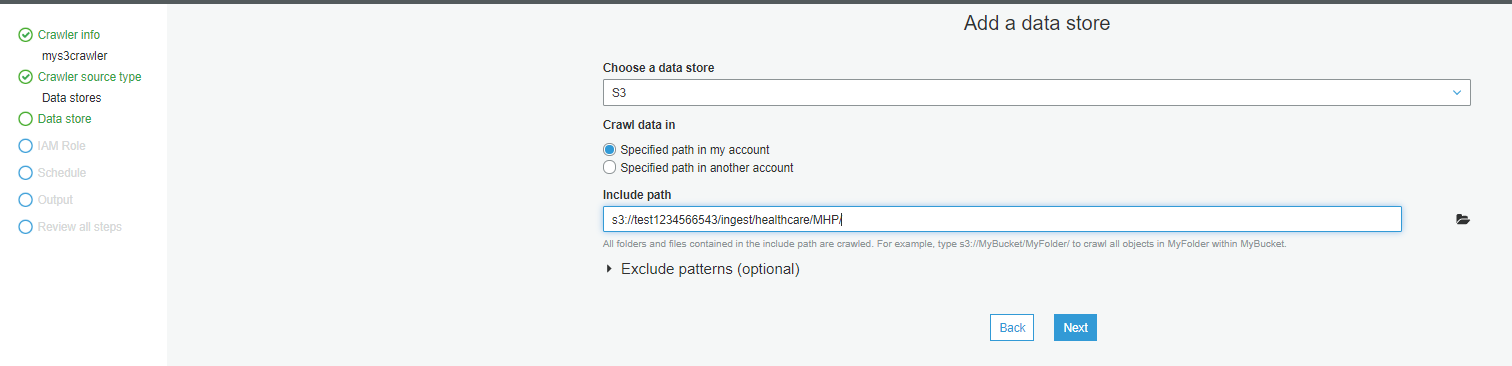 Crawler info
mys3crawler
Crawler source type
Data stores
Data store
IAM Role
Schedule
Output
Review all steps
Add a data store
Choose a data store
S3
Crawl data in
Specified path in my account
Specified path in another account
Include path
s3://test1234566543/ingest/healthcare/MHP/
All folders and files contained in the include path are crawled. For example, type s3://MyBucket/MyFolder/ to crawl all objects in MyFolder within MyBucket.
Exclude patterns (optional)
Back Next